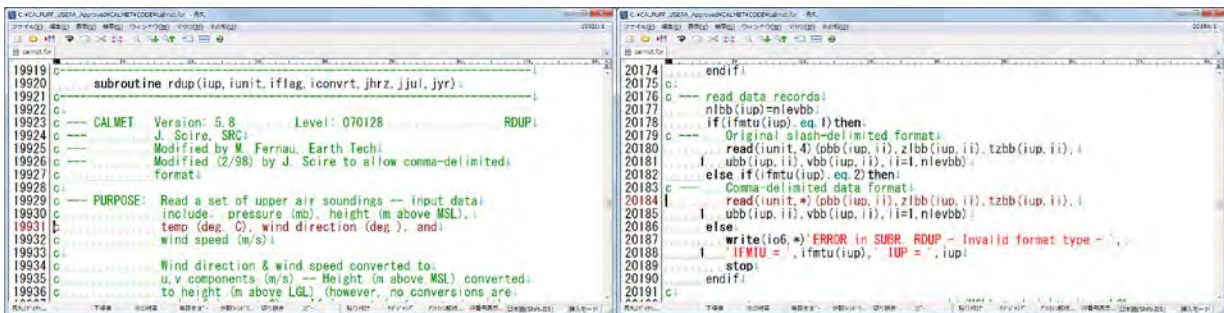 C:¥CALPUFF_USEPA_Approved¥CALMET¥CODE¥calmet.for
calmet.for
19919 c
19920 subroutine rdup(iup,iunit,iflag,iconvrt,jhrz,jjul,jyr)
19921 c
19922 c
19923 c --- CALMET Version: 5.8 Level: 070128 RDUP
19924 c --- J. Scire, SRC
19925 c Modified by M. Fernau, Earth Tech
19926 c Modified (2/98) by J. Scire to allow comma-delimited
19927 c format
19928 c
19929 c --- PURPOSE: Read a set of upper air soundings -- input data
19930 c include: pressure (mb), height (m above MSL),
19931 c temp (deg. C), wind direction (deg.), and
19932 c wind speed (m/s)
19933 c
19934 c Wind direction & wind speed converted to
19935 c u,v components (m/s) -- Height (m above MSL) converted
19936 c to height (m above LGL) (however, no conversions are
C:¥CALPUFF_USEPA_Approved¥CALMET¥CODE¥calmet.for
calmet.for
20174 endif
20175 c
20176 c --- read data records
20177 nlbb(iup)=nlevbb
20178 if(ifmtu(iup).eq.1)then
20179 c --- Original slash-delimited format
20180 read(iunit,4)(pbb(iup,ii),zlbb(iup,ii),tzbb(iup,ii),
20181 1 ubb(iup,ii),vbb(iup,ii),ii=1,nlevbb)
20182 else if(ifmtu(iup).eq.2)then
20183 c --- Comma-delimited data format
20184 read(iunit,*)(pbb(iup,ii),zlbb(iup,ii),tzbb(iup,ii),
20185 1 ubb(iup,ii),vbb(iup,ii),ii=1,nlevbb)
20186 else
20187 write(io6,*)'ERROR in SUBR. RDUP - Invalid format type - ',
20188 1 'IFMTU = ',ifmtu(iup),' IUP = ',iup
20189 stop
20190 endif
20191 c